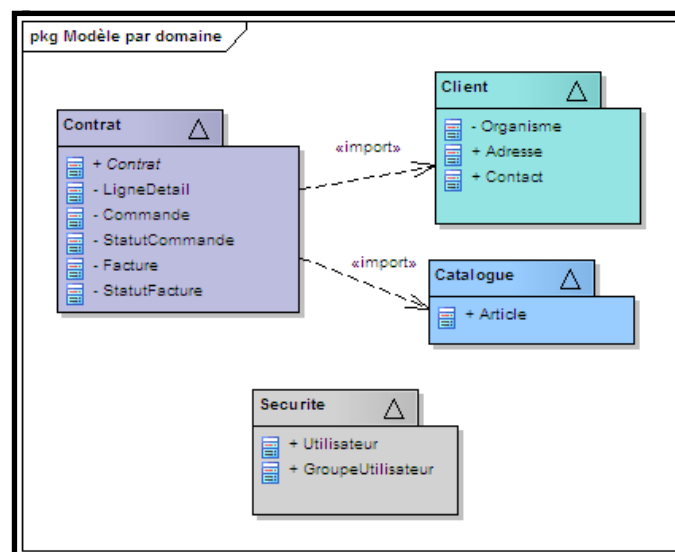 pkg Modèle par domaine
Client
- Organisme
+ Adresse
+ Contact
Contrat
+ Contrat
- LigneDetail
- Commande
- StatutCommande
- Facture
- StatutFacture
«import»
«import»
Catalogue
+ Article
Securite
+ Utilisateur
+ GroupeUtilisateur